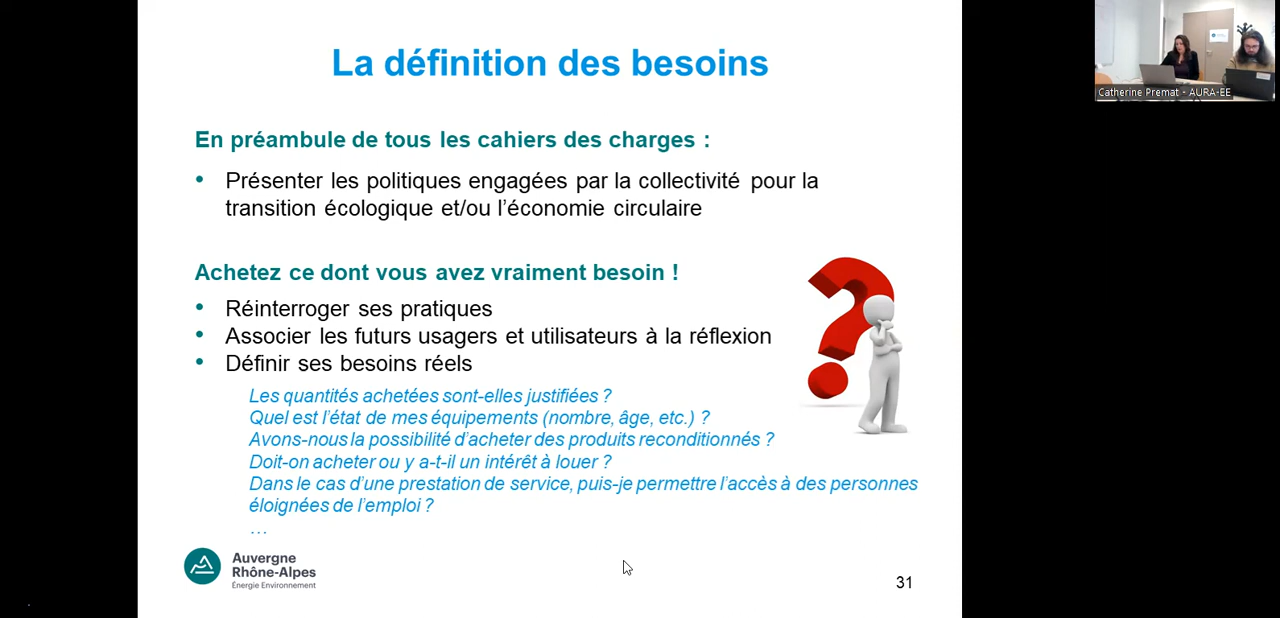 La définition des besoins
En préambule de tous les cahiers des charges :
• Présenter les politiques engagées par la collectivité pour la
transition écologique et/ou l'économie circulaire
Achetez ce dont vous avez vraiment besoin !
• Réinterroger ses pratiques
• Associer les futurs usagers et utilisateurs à la réflexion
• Définir ses besoins réels
Les quantités achetées sont-elles justifiées ?
Quel est l'état de mes équipements (nombre, âge, etc.) ?
Avons-nous la possibilité d'acheter des produits reconditionnés ?
Doit-on acheter ou y a-t-il un intérêt à louer ?
Dans le cas d'une prestation de service, puis-je permettre l'accès à des personnes
éloignées de l'emploi ?
…
Auvergne
Rhône-Alpes
Énergie Environnement
31
Catherine Premat - AURA-EE